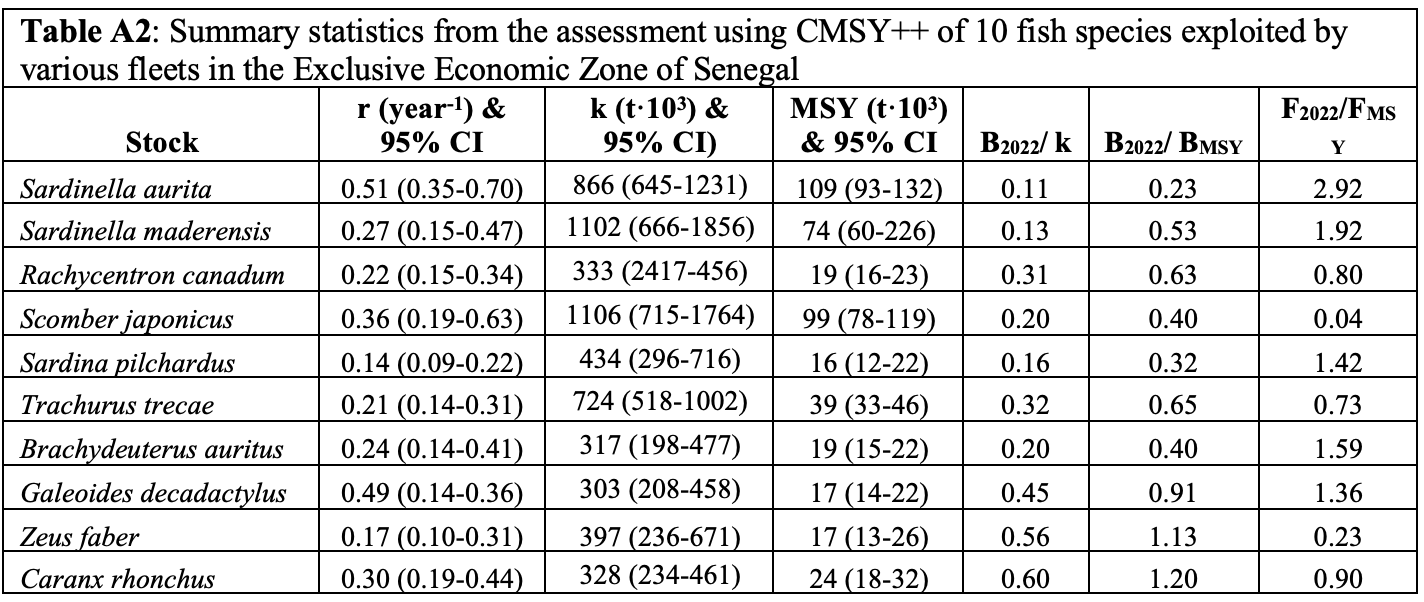 Table A2: Summary statistics from the assessment using CMSY++ of 10 fish species exploited by
various fleets in the Exclusive Economic Zone of Senegal
Stock | r (year⁻¹) & 95% CI | k (t·10³) & 95% CI) | MSY (t·10³) & 95% CI | B₂₀₂₂/ k | B₂₀₂₂/ BMSY | F₂₀₂₂/FMS Y
Sardinella aurita | 0.51 (0.35-0.70) | 866 (645-1231) | 109 (93-132) | 0.11 | 0.23 | 2.92
Sardinella maderensis | 0.27 (0.15-0.47) | 1102 (666-1856) | 74 (60-226) | 0.13 | 0.53 | 1.92
Rachycentron canadum | 0.22 (0.15-0.34) | 333 (2417-456) | 19 (16-23) | 0.31 | 0.63 | 0.80
Scomber japonicus | 0.36 (0.19-0.63) | 1106 (715-1764) | 99 (78-119) | 0.20 | 0.40 | 0.04
Sardina pilchardus | 0.14 (0.09-0.22) | 434 (296-716) | 16 (12-22) | 0.16 | 0.32 | 1.42
Trachurus trecae | 0.21 (0.14-0.31) | 724 (518-1002) | 39 (33-46) | 0.32 | 0.65 | 0.73
Brachydeuterus auritus | 0.24 (0.14-0.41) | 317 (198-477) | 19 (15-22) | 0.20 | 0.40 | 1.59
Galeoides decadactylus | 0.49 (0.14-0.36) | 303 (208-458) | 17 (14-22) | 0.45 | 0.91 | 1.36
Zeus faber | 0.17 (0.10-0.31) | 397 (236-671) | 17 (13-26) | 0.56 | 1.13 | 0.23
Caranx rhonchus | 0.30 (0.19-0.44) | 328 (234-461) | 24 (18-32) | 0.60 | 1.20 | 0.90